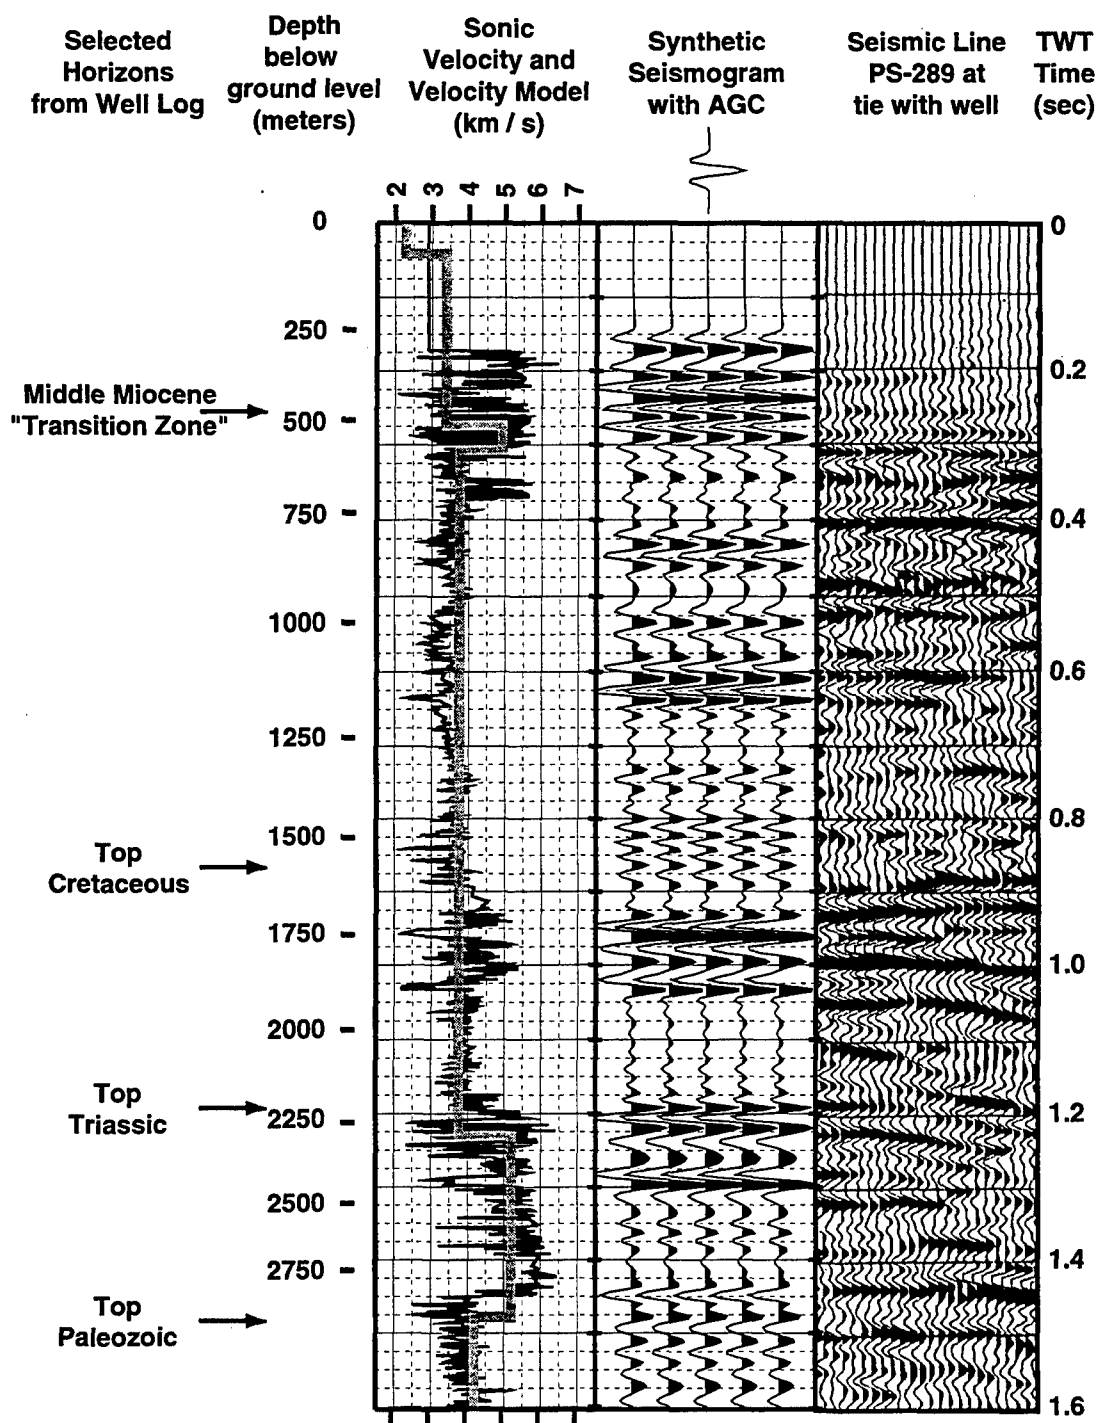 Selected
Horizons
from Well Log
Depth
below
ground level
(meters)
Sonic
Velocity and
Velocity Model
(km / s)
Synthetic
Seismogram
with AGC
Seismic Line
PS-289 at
tie with well
TWT
Time
(sec)
2 3 4 5 6 7
0
250
500
750
1000
1250
1500
1750
2000
2250
2500
2750
Middle Miocene
"Transition Zone"
Top
Cretaceous
Top
Triassic
Top
Paleozoic
0
0.2
0.4
0.6
0.8
1.0
1.2
1.4
1.6